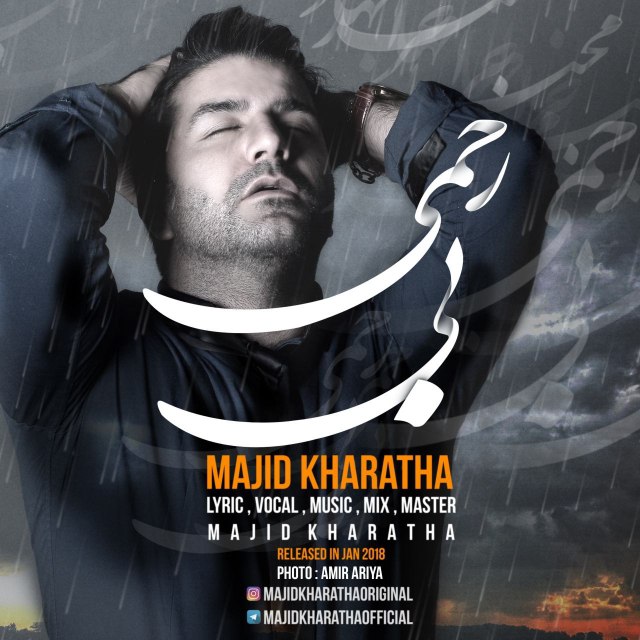 بی
رحمی
MAJID KHARATHA
LYRIC , VOCAL , MUSIC , MIX , MASTER
MAJID KHARATHA
RELEASED IN JAN 2018
PHOTO : AMIR ARIYA
MAJIDKHARATHAORIGINAL
MAJIDKHARATHAOFFICIAL